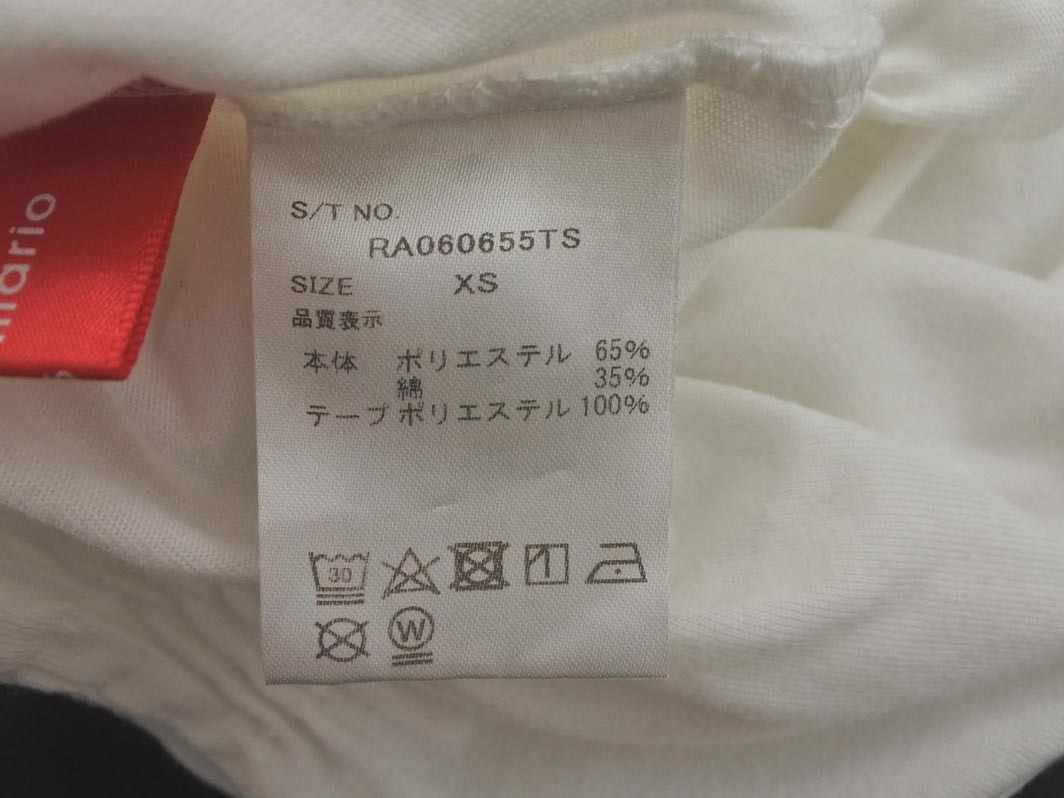 S/T NO.
RA060655TS
SIZE XS
品質表示
本体 ポリエステル 65%
綿 35%
テープ ポリエステル 100%
30
W